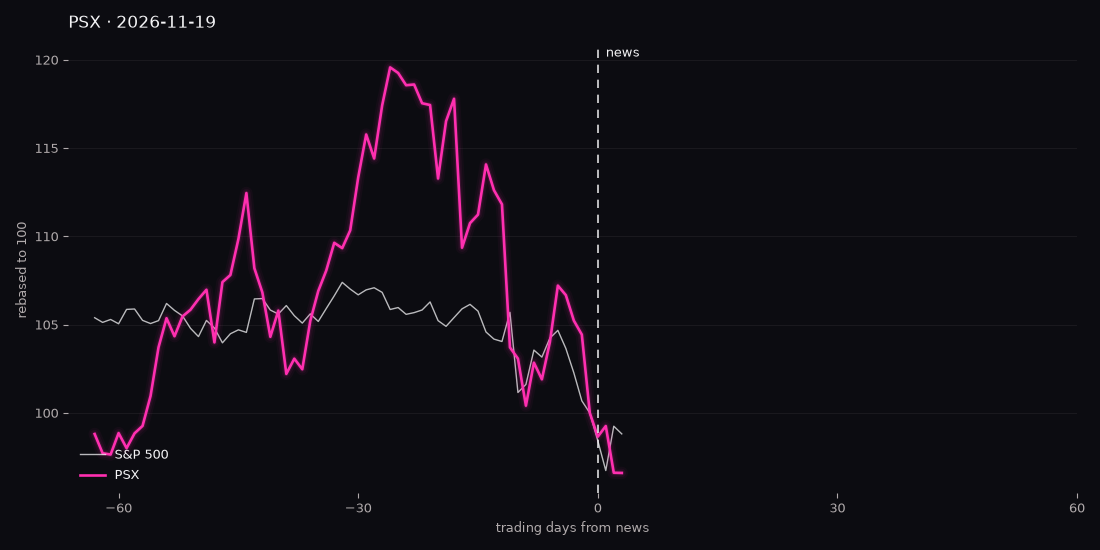 PSX · 2026-11-19
news
120
115
110
105
100
rebased to 100
S&P 500
PSX
−60
−30
0
30
60
trading days from news